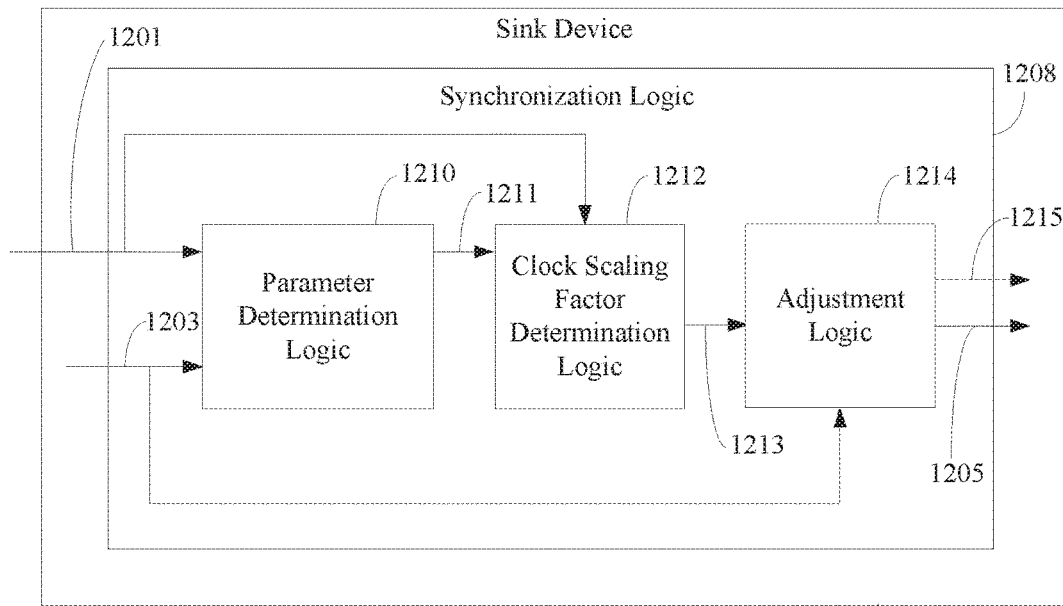 Sink Device
1201
1208
Synchronization Logic
1210
1211
1212
1214
1215
Parameter
Determination
Logic
Clock Scaling
Factor
Determination
Logic
Adjustment
Logic
1203
1213
1205